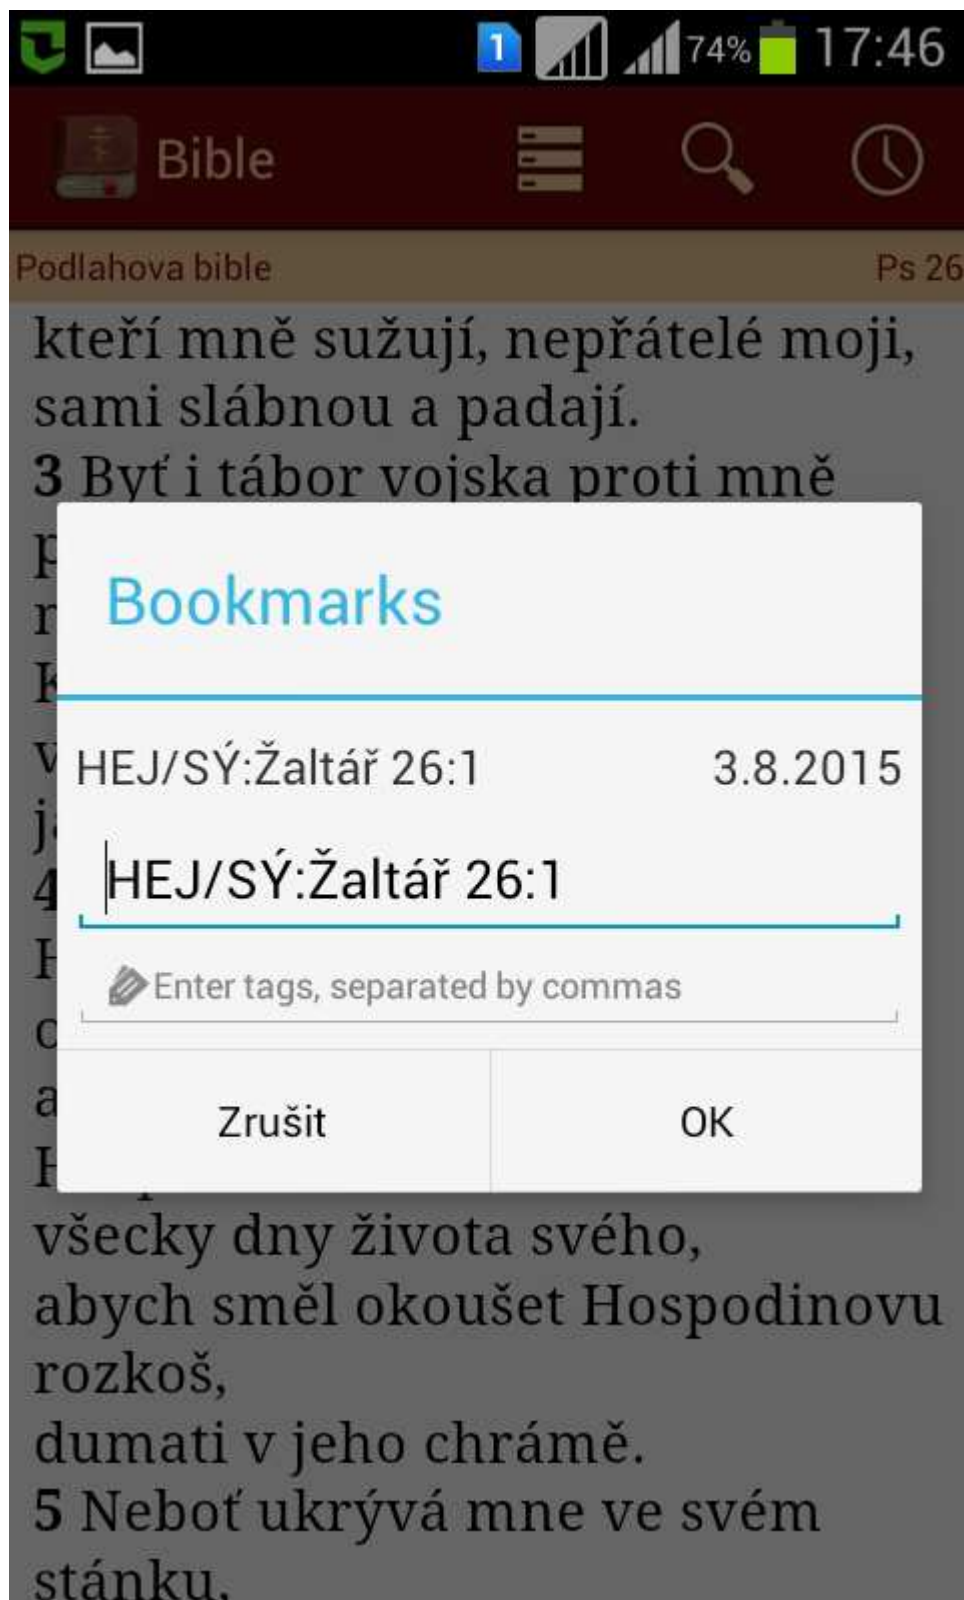 1 74% 17:46
Bible
Podlahova bible Ps 26
kteří mně sužují, nepřátelé moji,
sami slábnou a padají.
3 Byť i tábor vojska proti mně
Bookmarks
HEJ/SÝ:Žaltář 26:1 3.8.2015
HEJ/SÝ:Žaltář 26:1
4
Enter tags, separated by commas
Zrušit OK
všecky dny života svého,
abych směl okoušet Hospodinovu
rozkoš,
dumati v jeho chrámě.
5 Neboť ukrývá mne ve svém
stánku,